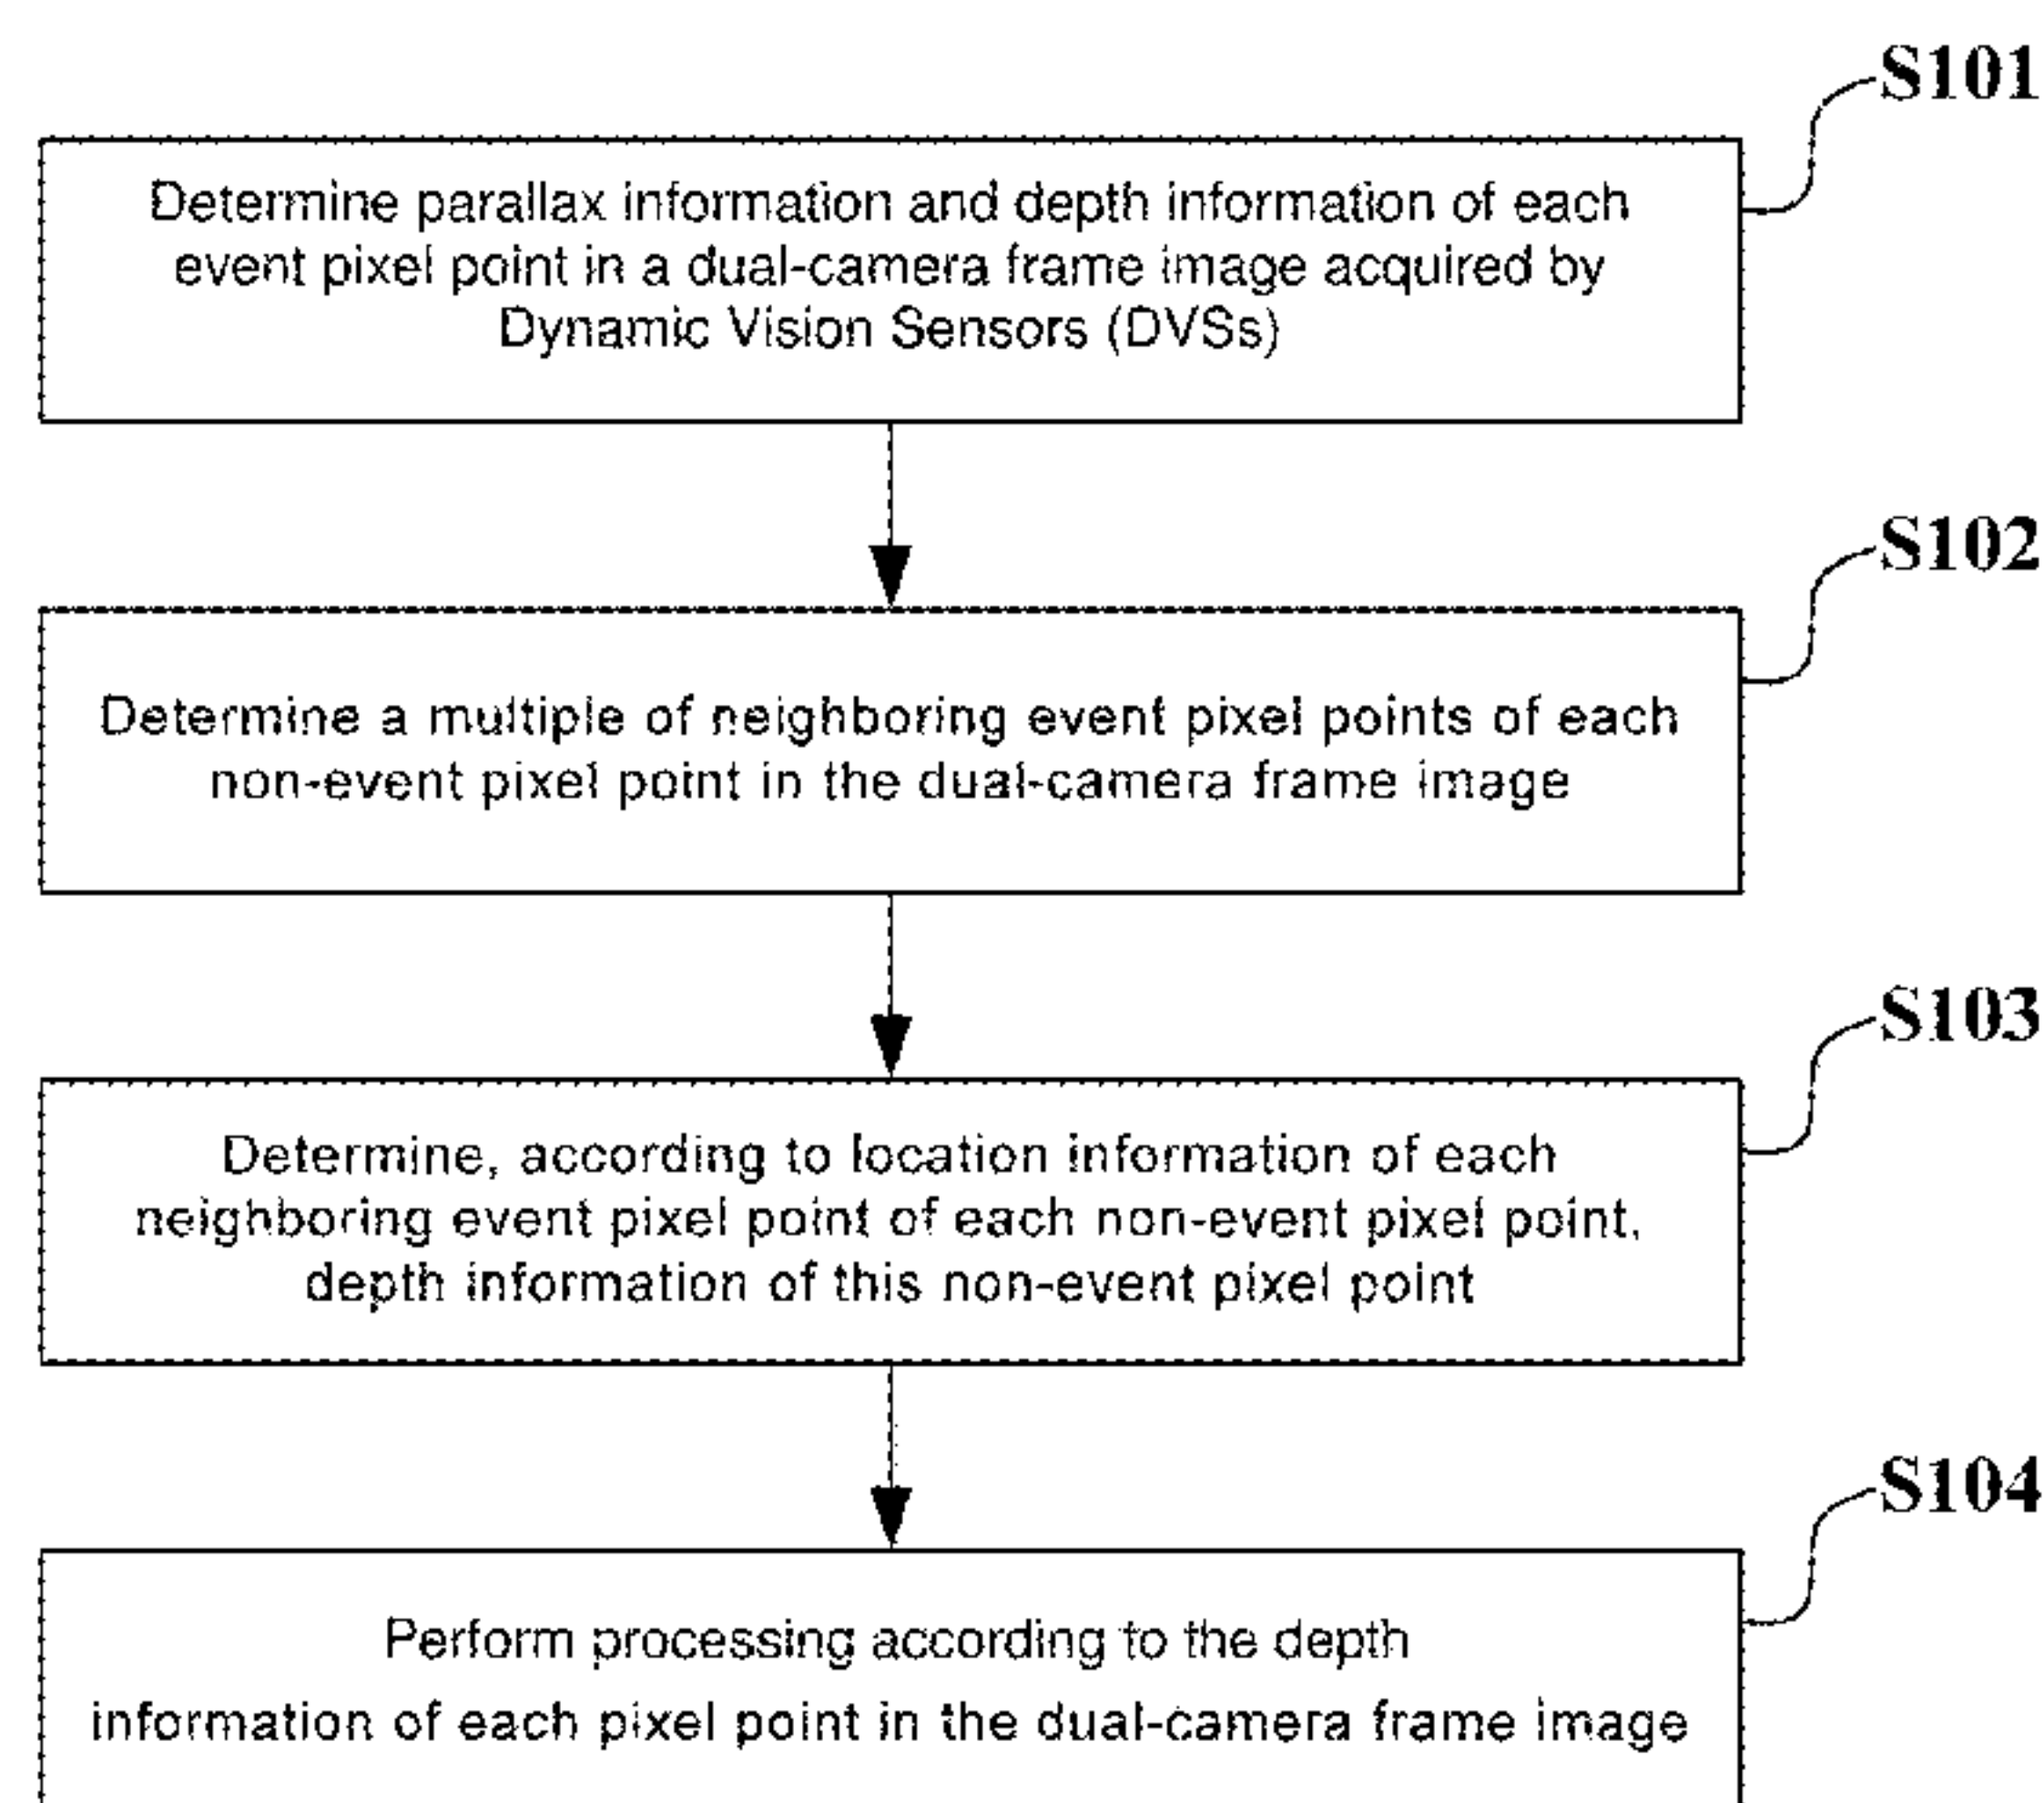 S101
Determine parallax information and depth information of each
event pixel point in a dual-camera frame image acquired by
Dynamic Vision Sensors (DVSs)
S102
Determine a multiple of neighboring event pixel points of each
non-event pixel point in the dual-camera frame image
S103
Determine, according to location information of each
neighboring event pixel point of each non-event pixel point,
depth information of this non-event pixel point
S104
Perform processing according to the depth
information of each pixel point in the dual-camera frame image